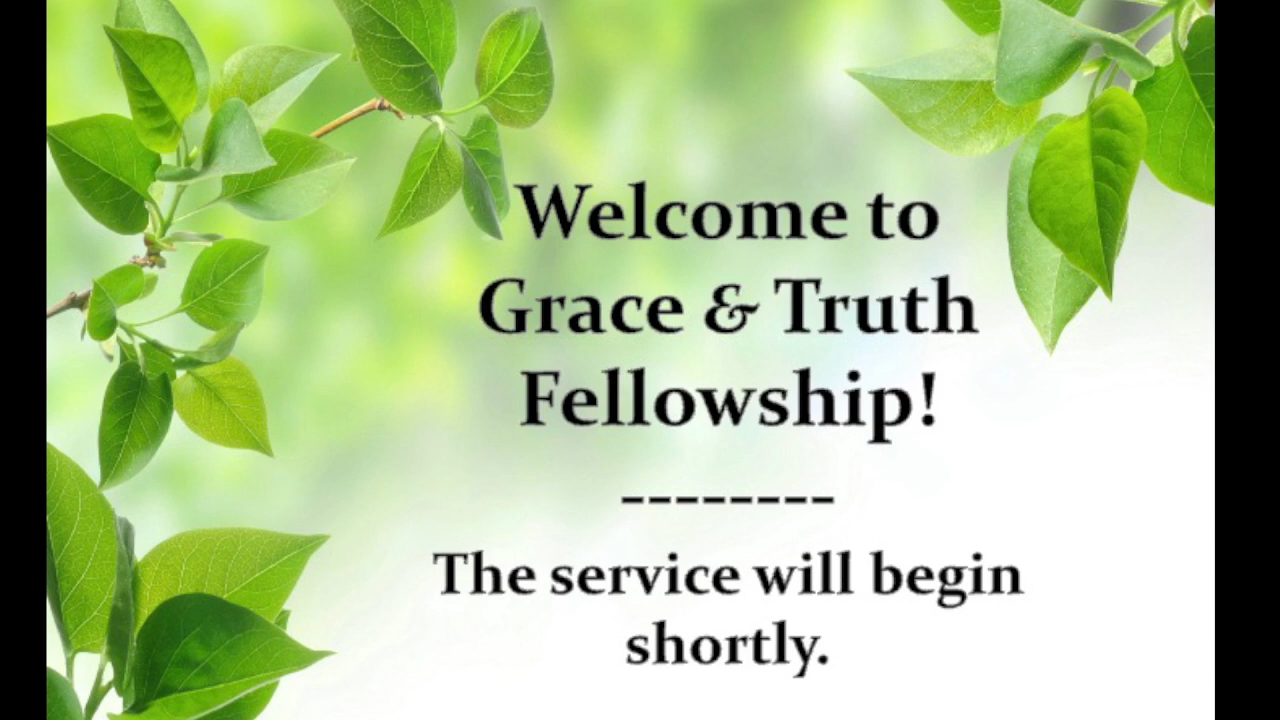 Welcome to
Grace & Truth
Fellowship!
--------
The service will begin
shortly.